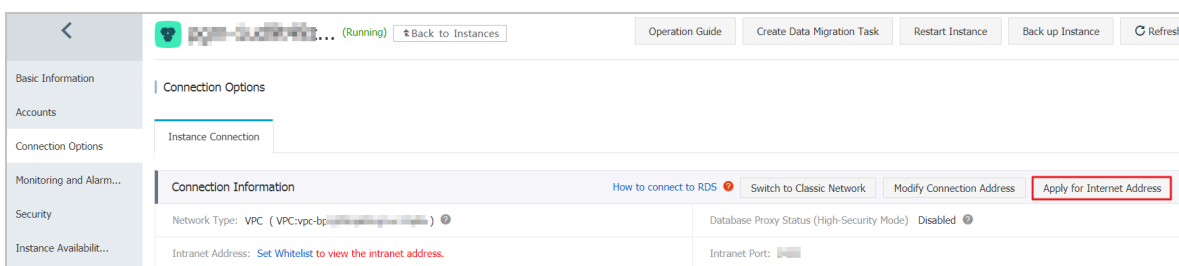 ... (Running) Back to Instances Operation Guide Create Data Migration Task Restart Instance Back up Instance Refresh
Basic Information
Connection Options
Accounts
Instance Connection
Connection Options
Monitoring and Alarm...
Connection Information How to connect to RDS Switch to Classic Network Modify Connection Address Apply for Internet Address
Security
Network Type: VPC ( VPC:vpc-bp ) Database Proxy Status (High-Security Mode) Disabled
Instance Availabilit...
Intranet Address: Set Whitelist to view the intranet address. Intranet Port: